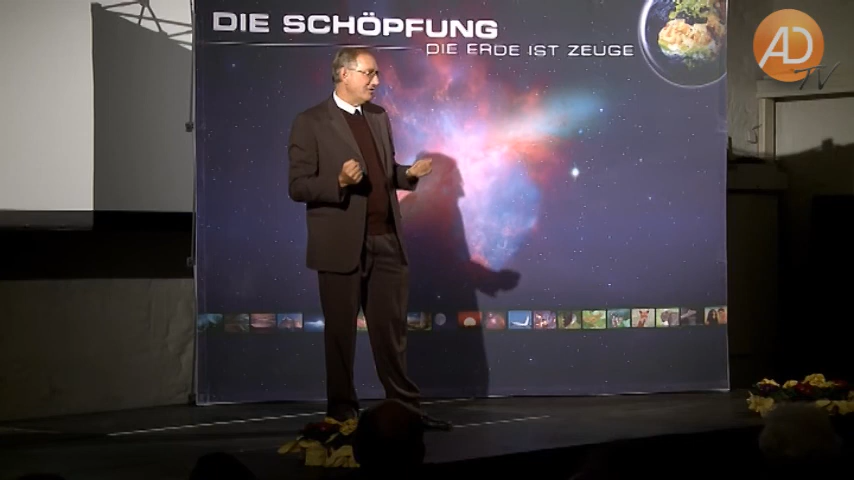 DIE SCHÖPFUNG
DIE ERDE IST ZEUGE
AD
TV